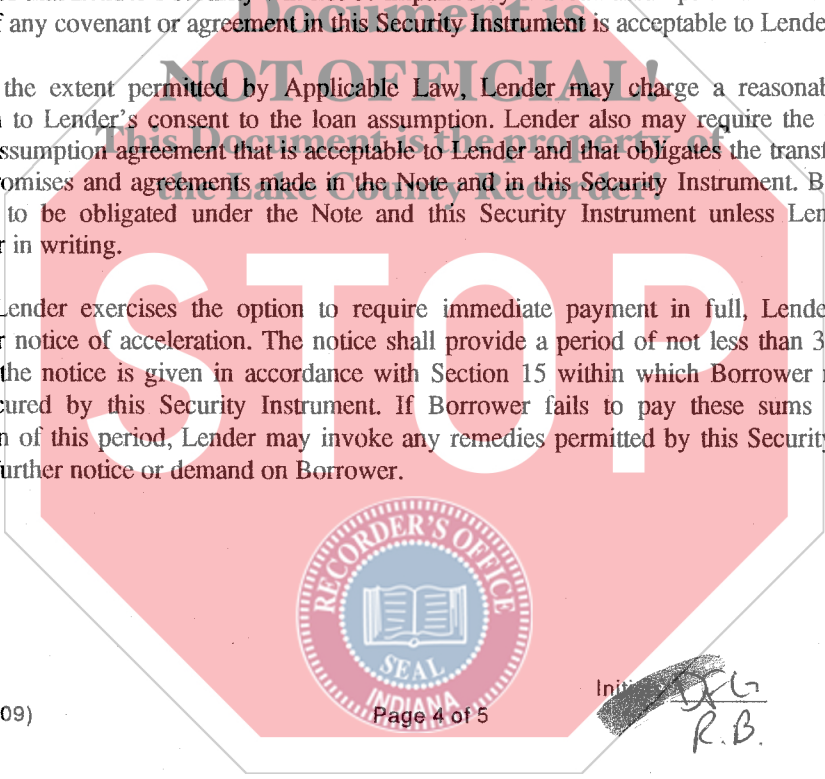 Document is
f any covenant or agreement in this Security Instrument is acceptable to Lende
NOT OFFICIAL!
the extent permitted by Applicable Law, Lender may charge a reasonab
n to Lender's consent to the loan assumption. Lender also may require the
This Document is the property of
ssumption agreement that is acceptable to Lender and that obligates the transf
omises and agreements made in the Note and in this Security Instrument. B
the Lake County Recorder!
to be obligated under the Note and this Security Instrument unless Len
r in writing.
STOP
Lender exercises the option to require immediate payment in full, Lende
r notice of acceleration. The notice shall provide a period of not less than 3
the notice is given in accordance with Section 15 within which Borrower
cured by this Security Instrument. If Borrower fails to pay these sums
n of this period, Lender may invoke any remedies permitted by this Security
further notice or demand on Borrower.
RECORDER'S OFFICE
SEAL
INDIANA
Initi
09)
Page 4 of 5
R.B.